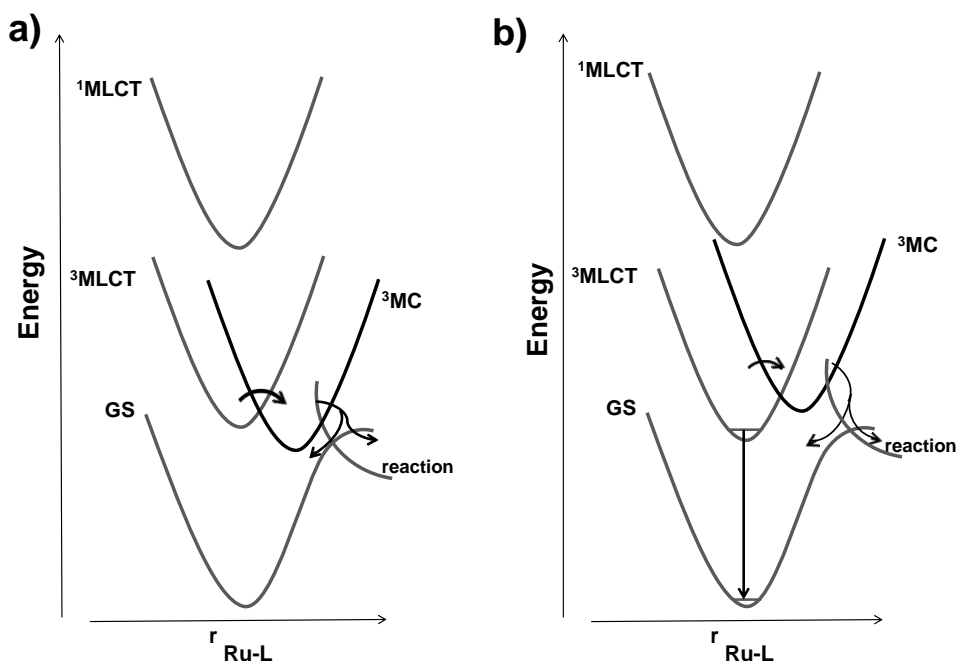 a)
¹MLCT
³MLCT
³MC
GS
reaction
Energy
r Ru-L
b)
¹MLCT
³MC
³MLCT
GS
reaction
Energy
r Ru-L